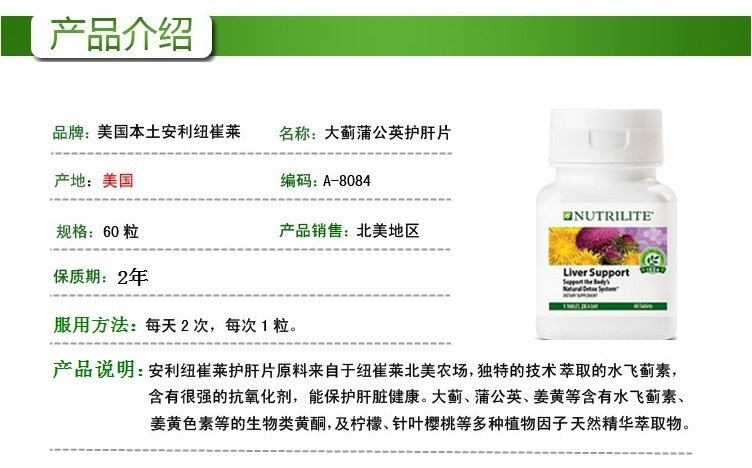 产品介绍
品牌：美国本土安利纽崔莱 名称：大蓟蒲公英护肝片
产地：美国 编码：A-8084
规格：60粒 产品销售：北美地区
保质期：2年
服用方法：每天2次，每次1粒。
产品说明：安利纽崔莱护肝片原料来自于纽崔莱北美农场，独特的技术萃取的水飞蓟素，
含有很强的抗氧化剂，能保护肝脏健康。大蓟、蒲公英、姜黄等含有水飞蓟素、
姜黄色素等的生物类黄酮，及柠檬、针叶樱桃等多种植物因子天然精华萃取物。
NUTRILITE®
Liver Support
Support the Body's
Natural Detox System**
DIETARY SUPPLEMENT
1 TABLET, 2X A DAY 60 Tablets